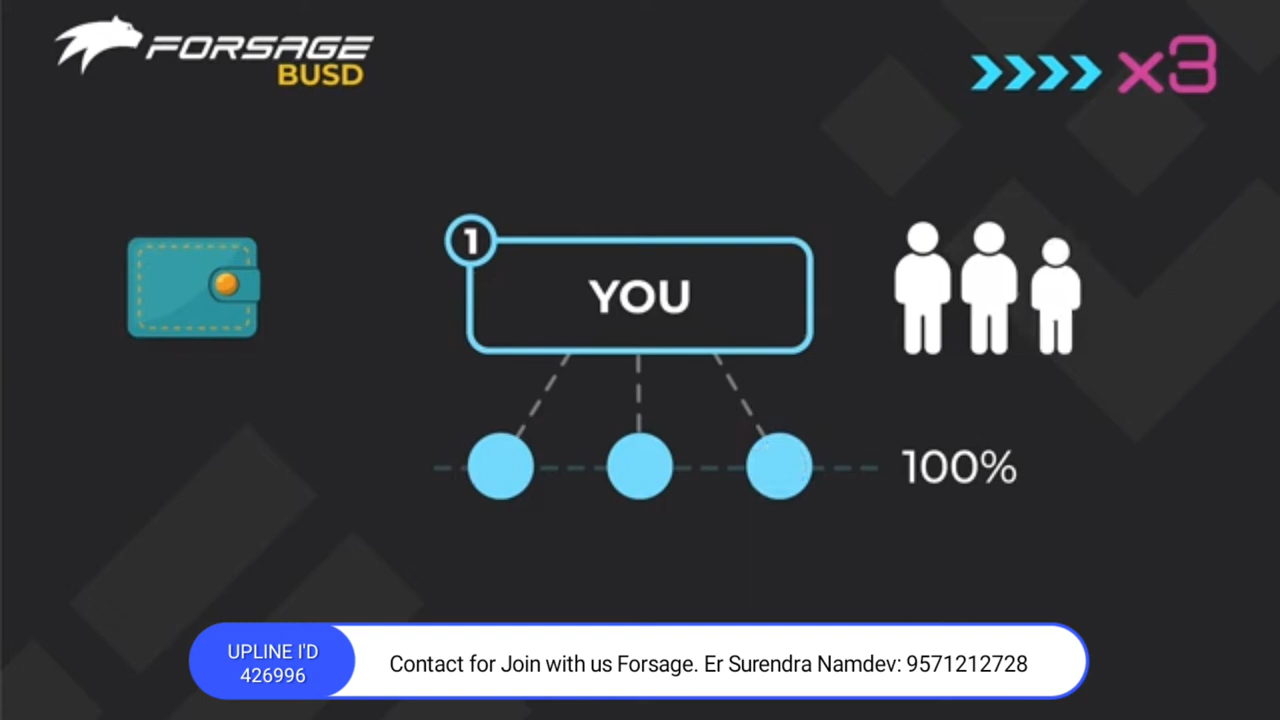 FORSAGE
BUSD
x3
1
YOU
100%
UPLINE I'D
426996
Contact for Join with us Forsage. Er Surendra Namdev: 9571212728